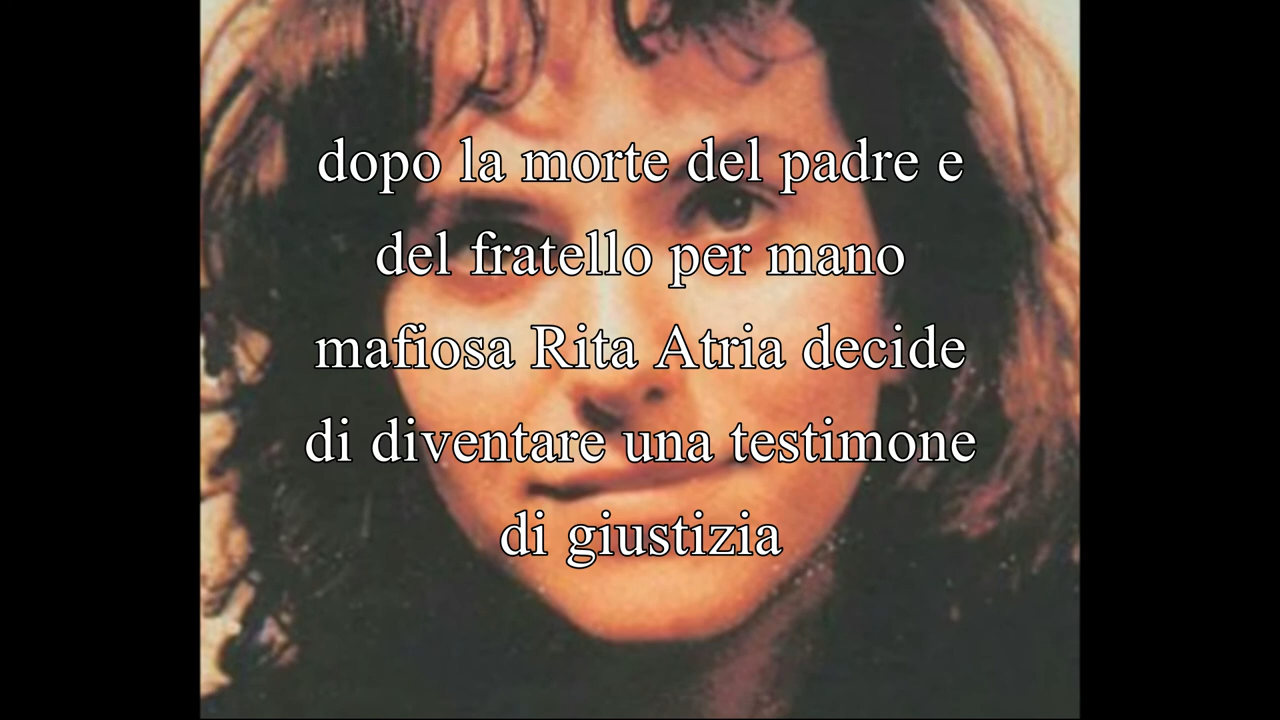 dopo la morte del padre e
del fratello per mano
mafiosa Rita Atria decide
di diventare una testimone
di giustizia